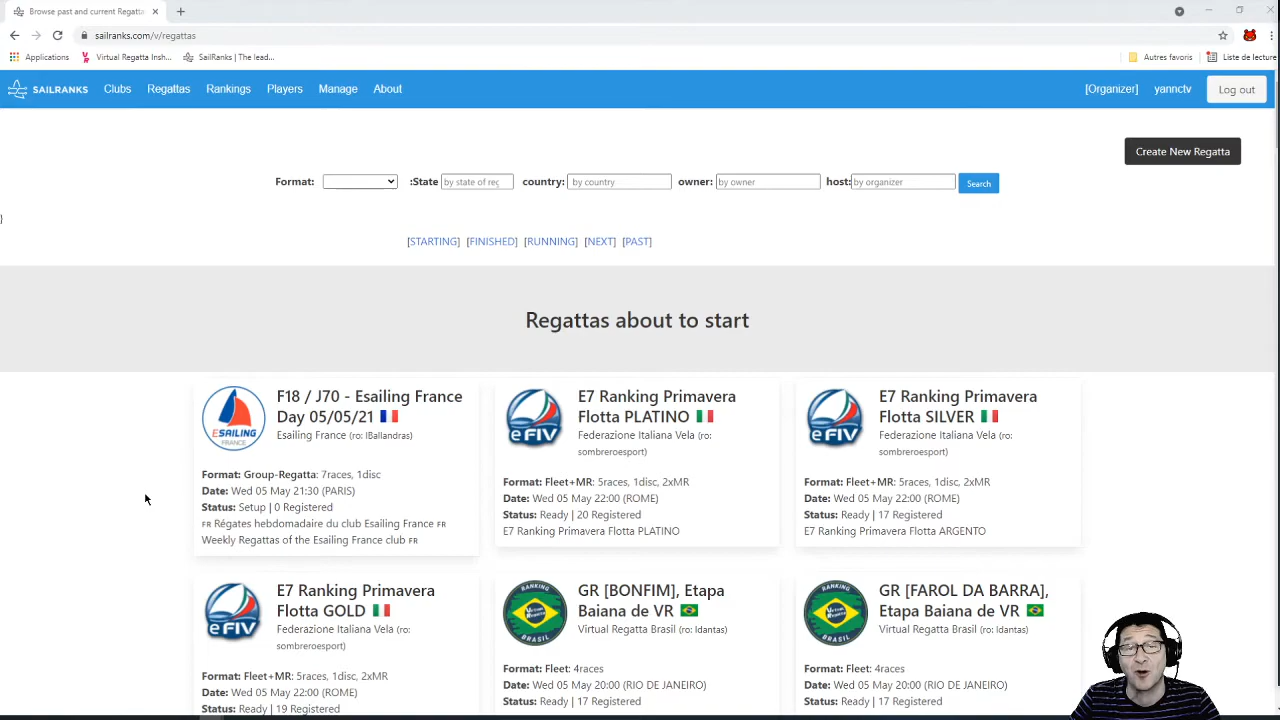 Browse past and current Regatta
sailranks.com/v/regattas
Applications Virtual Regatta Insh... SailRanks | The lead... Autres favoris Liste de lecture
SAILRANKS Clubs Regattas Rankings Players Manage About [Organizer] yannctv Log out
Create New Regatta
Format: :State by state of reg country: by country owner: by owner host: by organizer Search
}
[STARTING] [FINISHED] [RUNNING] [NEXT] [PAST]
Regattas about to start
F18 / J70 - Esailing France
Day 05/05/21
Esailing France (ro: IBallandras)
ESAILING
FRANCE
Format: Group-Regatta: 7races, 1disc
Date: Wed 05 May 21:30 (PARIS)
Status: Setup | 0 Registered
FR Régates hebdomadaire du club Esailing France FR
Weekly Regattas of the Esailing France club FR
E7 Ranking Primavera
Flotta PLATINO
Federazione Italiana Vela (ro:
sombreroesport)
eFIV
Format: Fleet+MR: 5races, 1disc, 2xMR
Date: Wed 05 May 22:00 (ROME)
Status: Ready | 20 Registered
E7 Ranking Primavera Flotta PLATINO
E7 Ranking Primavera
Flotta SILVER
Federazione Italiana Vela (ro:
sombreroesport)
eFIV
Format: Fleet+MR: 5races, 1disc, 2xMR
Date: Wed 05 May 22:00 (ROME)
Status: Ready | 17 Registered
E7 Ranking Primavera Flotta ARGENTO
E7 Ranking Primavera
Flotta GOLD
Federazione Italiana Vela (ro:
sombreroesport)
eFIV
Format: Fleet+MR: 5races, 1disc, 2xMR
Date: Wed 05 May 22:00 (ROME)
Status: Ready | 19 Registered
GR [BONFIM], Etapa
Baiana de VR
Virtual Regatta Brasil (ro: ldantas)
RANKING
BRASIL
Format: Fleet: 4races
Date: Wed 05 May 20:00 (RIO DE JANEIRO)
Status: Ready | 17 Registered
GR [FAROL DA BARRA],
Etapa Baiana de VR
Virtual Regatta Brasil (ro: ldantas)
RANKING
BRASIL
Format: Fleet: 4races
Date: Wed 05 May 20:00 (RIO DE JANEIRO)
Status: Ready | 17 Registered